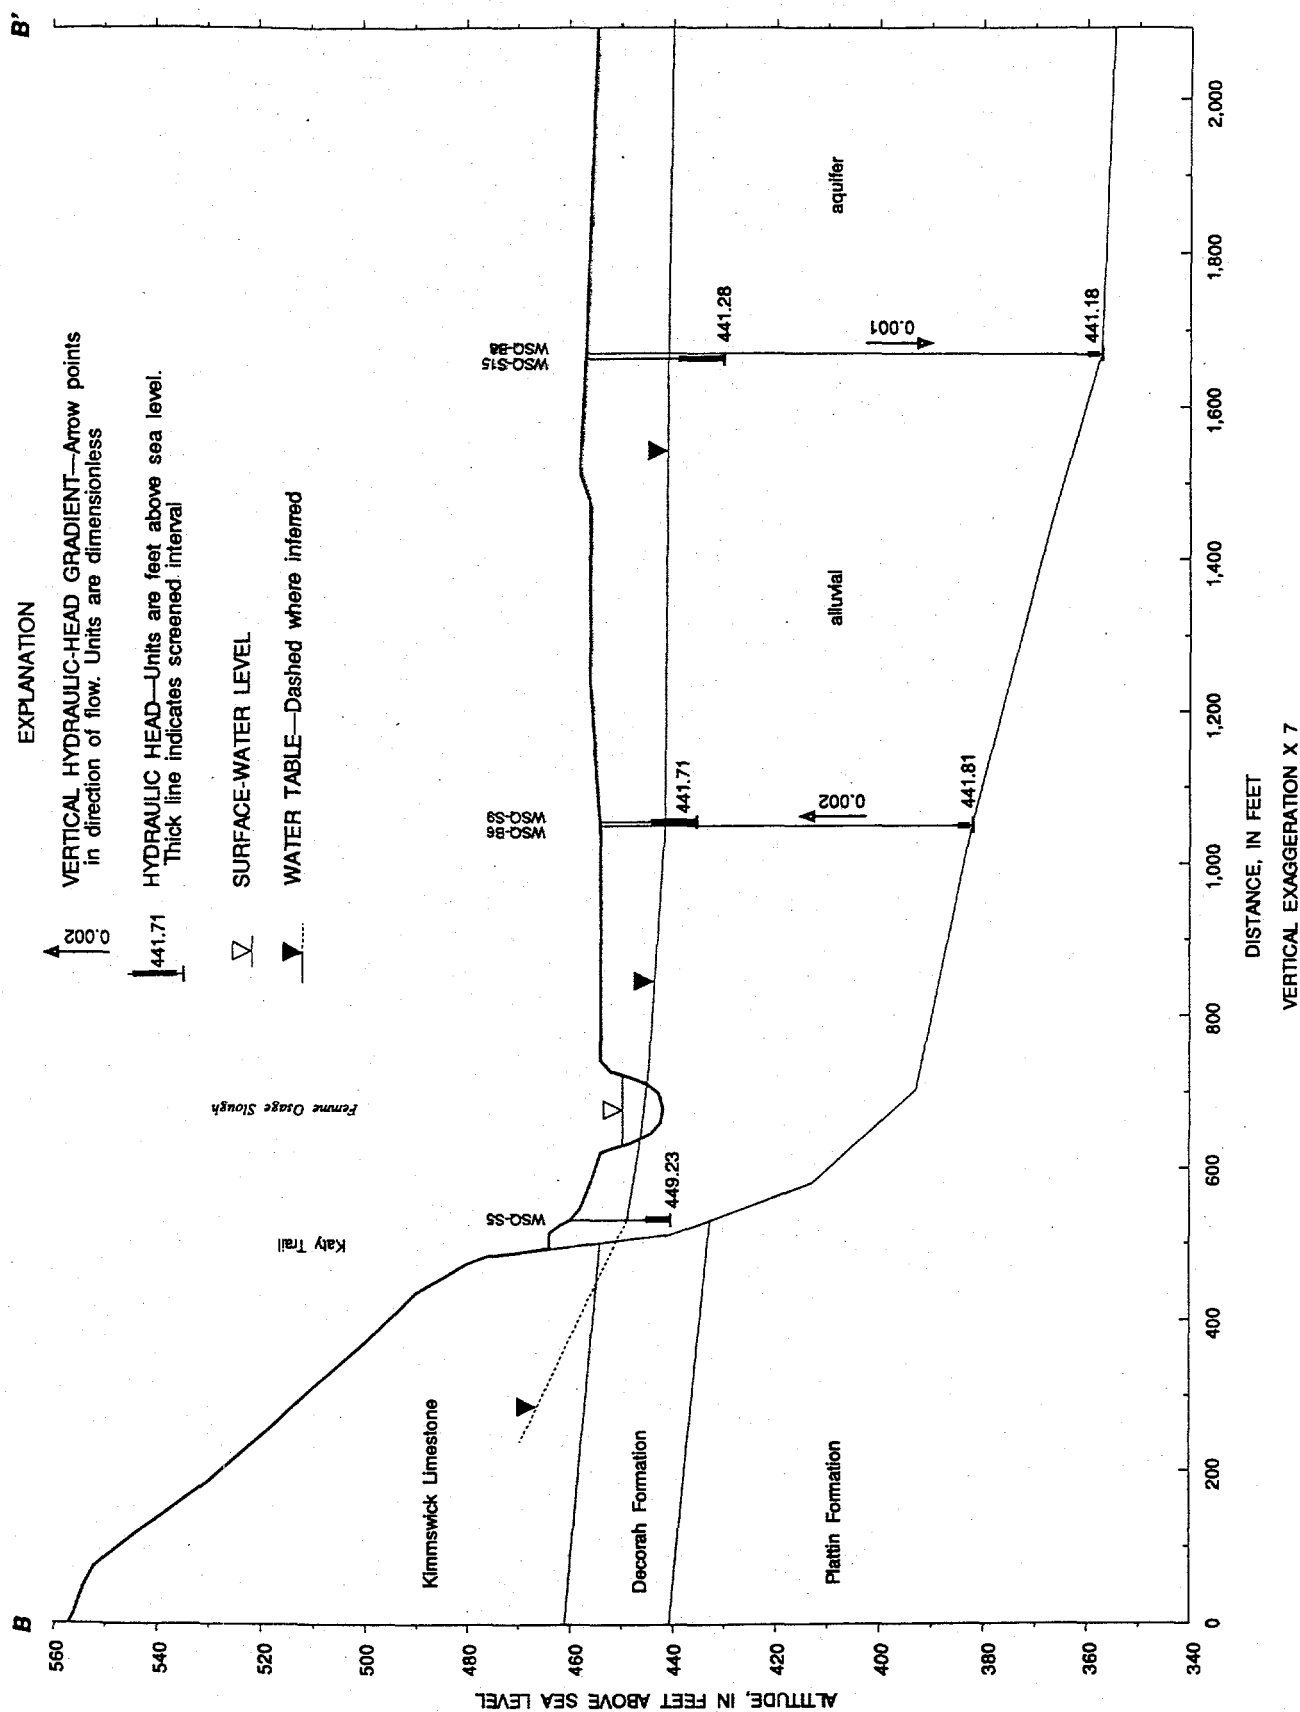 EXPLANATION
0.002
VERTICAL HYDRAULIC-HEAD GRADIENT—Arrow points
in direction of flow. Units are dimensionless
441.71
HYDRAULIC HEAD—Units are feet above sea level.
Thick line indicates screened interval
SURFACE-WATER LEVEL
WATER TABLE—Dashed where inferred
B
B'
Katy Trail
Femme Osage Slough
WSQ-S5
WSQ-B6
WSQ-S9
WSQ-S15
WSQ-B8
449.23
441.71
441.81
0.002
441.28
441.18
0.001
Kimmswick Limestone
Decorah Formation
Plattin Formation
alluvial
aquifer
ALTITUDE, IN FEET ABOVE SEA LEVEL
560
540
520
500
480
460
440
420
400
380
360
340
0
200
400
600
800
1,000
1,200
1,400
1,600
1,800
2,000
DISTANCE, IN FEET
VERTICAL EXAGGERATION X 7